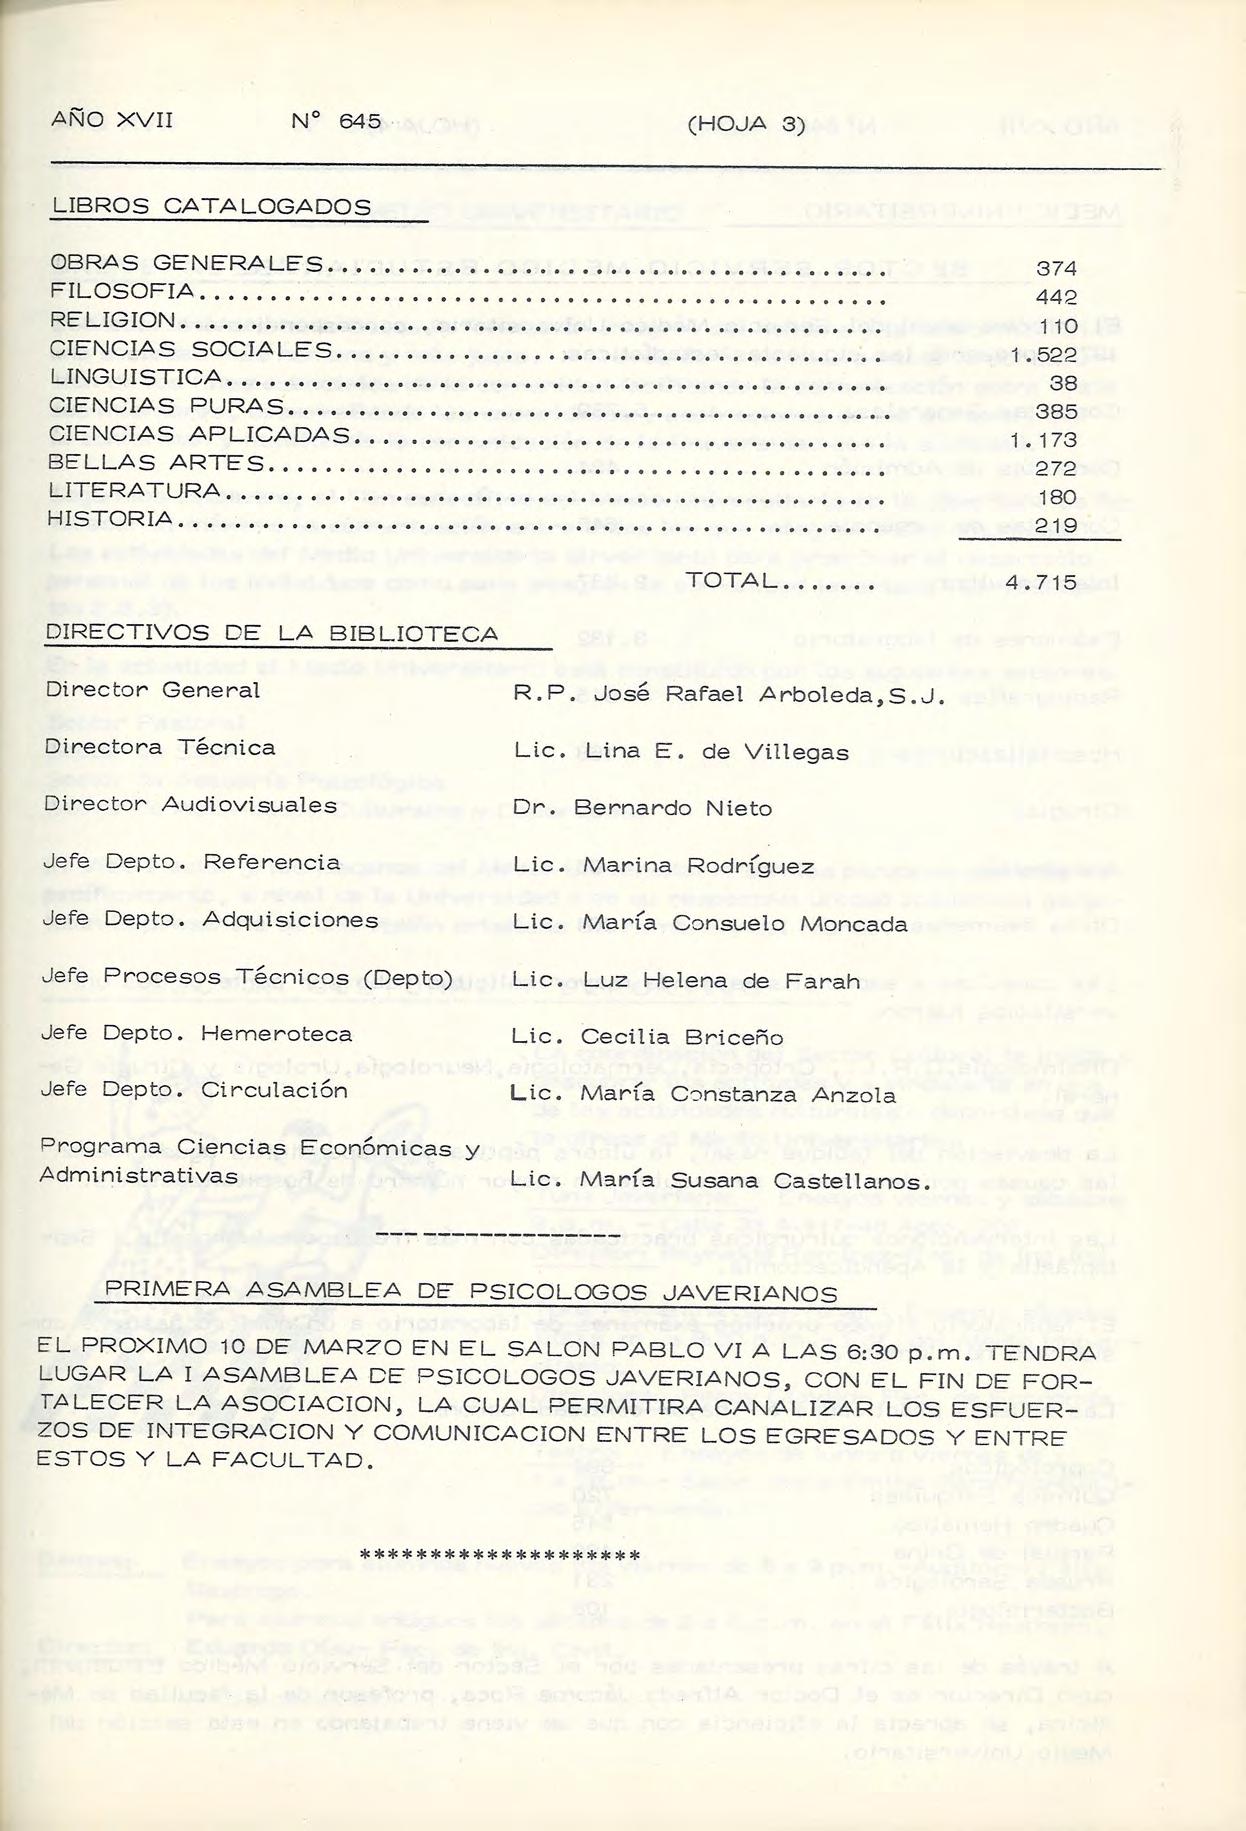 AÑO XVII N° 645 (HOJA 3)
LIBROS CATALOGADOS
OBRAS GENERALES........................................ 374
FILOSOFIA................................................. 442
RELIGION.................................................. 110
CIENCIAS SOCIALES....................................... 1.522
LINGUISTICA............................................... 38
CIENCIAS PURAS.......................................... 385
CIENCIAS APLICADAS...................................... 1.173
BELLAS ARTES............................................ 272
LITERATURA............................................... 180
HISTORIA.................................................. 219
TOTAL....... 4.715
DIRECTIVOS DE LA BIBLIOTECA
Director General R.P. José Rafael Arboleda,S.J.
Directora Técnica Lic. Lina E. de Villegas
Director Audiovisuales Dr. Bernardo Nieto
Jefe Depto. Referencia Lic. Marina Rodríguez
Jefe Depto. Adquisiciones Lic. María Consuelo Moncada
Jefe Procesos Técnicos (Depto) Lic. Luz Helena de Farah
Jefe Depto. Hemeroteca Lic. Cecilia Briceño
Jefe Depto. Circulación Lic. María Constanza Anzola
Programa Ciencias Económicas y
Administrativas Lic. María Susana Castellanos.
------------------
PRIMERA ASAMBLEA DE PSICOLOGOS JAVERIANOS
EL PROXIMO 10 DE MARZO EN EL SALON PABLO VI A LAS 6:30 p.m. TENDRA
LUGAR LA I ASAMBLEA DE PSICOLOGOS JAVERIANOS, CON EL FIN DE FOR-
TALECER LA ASOCIACION, LA CUAL PERMITIRA CANALIZAR LOS ESFUER-
ZOS DE INTEGRACION Y COMUNICACION ENTRE LOS EGRESADOS Y ENTRE
ESTOS Y LA FACULTAD.
********************